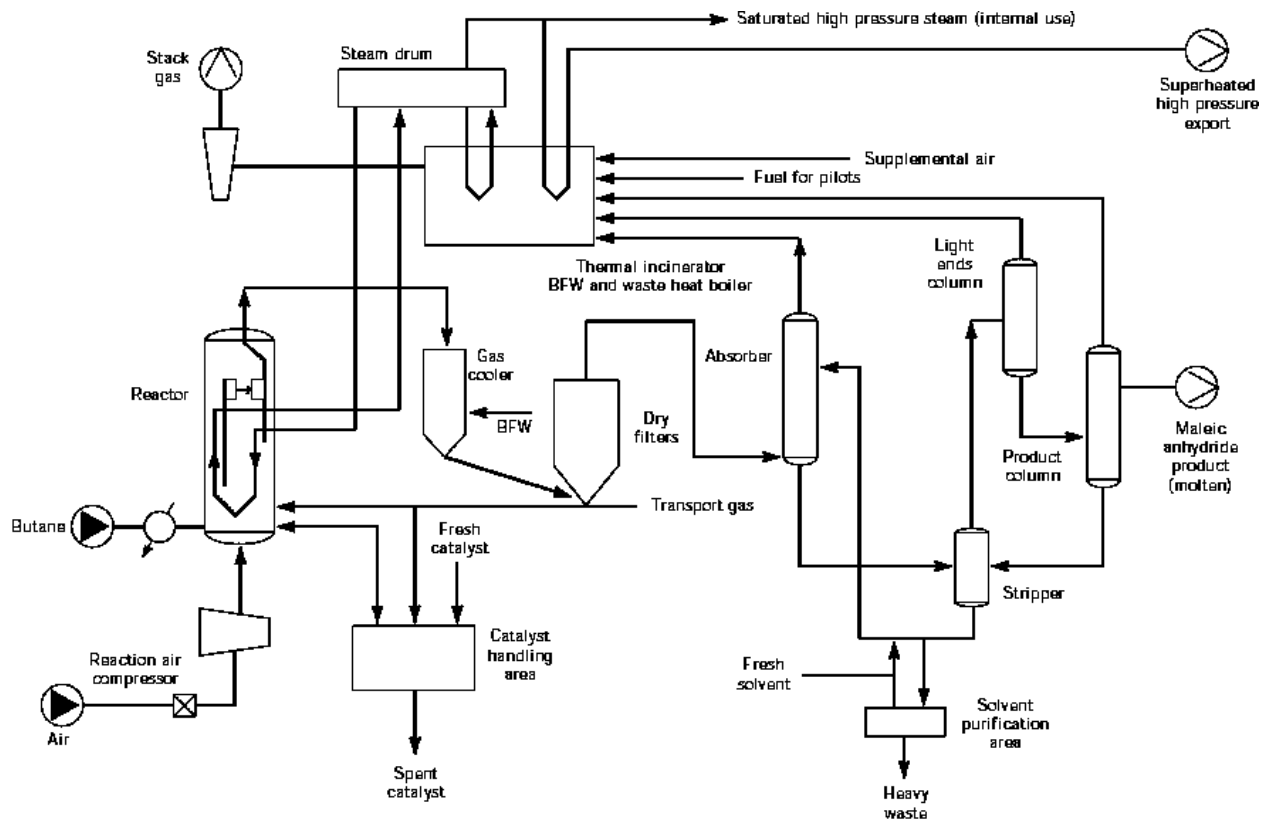 Saturated high pressure steam (internal use)
Stack
gas
Steam drum
Superheated
high pressure
export
Supplemental air
Fuel for pilots
Thermal incinerator
BFW and waste heat boiler
Light
ends
column
Gas
cooler
Absorber
Reactor
BFW
Dry
filters
Product
column
Maleic
anhydride
product
(molten)
Transport gas
Butane
Fresh
catalyst
Stripper
Catalyst
handling
area
Reaction air
compressor
Fresh
solvent
Solvent
purification
area
Air
Spent
catalyst
Heavy
waste